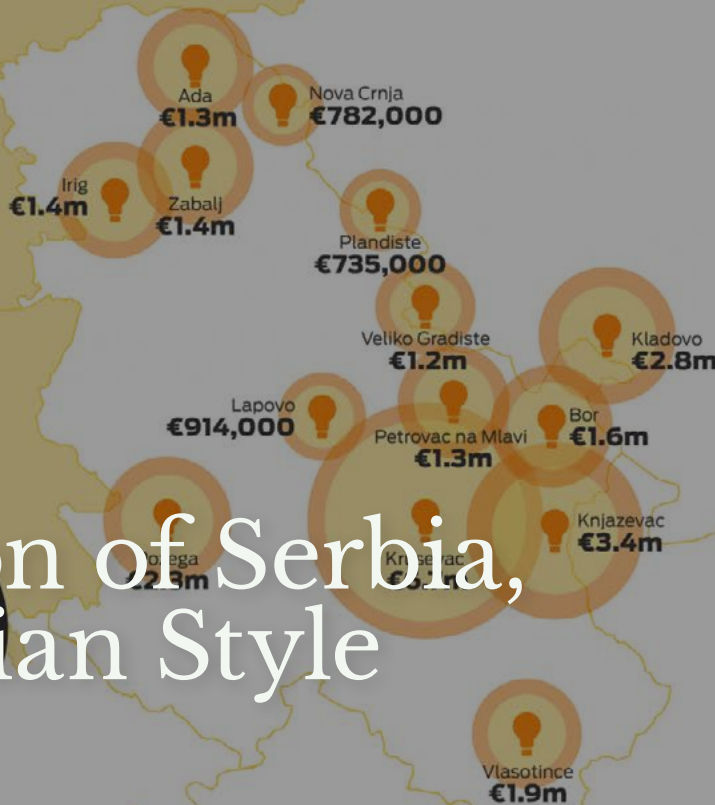 Ada
€1.3m
Nova Crnja
€782,000
Irig
€1.4m
Zabalj
€1.4m
Plandiste
€735,000
Veliko Gradiste
€1.2m
Kladovo
€2.8m
Lapovo
€914,000
Petrovac na Mlavi
€1.3m
Bor
€1.6m
Knjazevac
€3.4m
Pozega
Krusevac
n of Serbia,
ian Style
Vlasotince
€1.9m